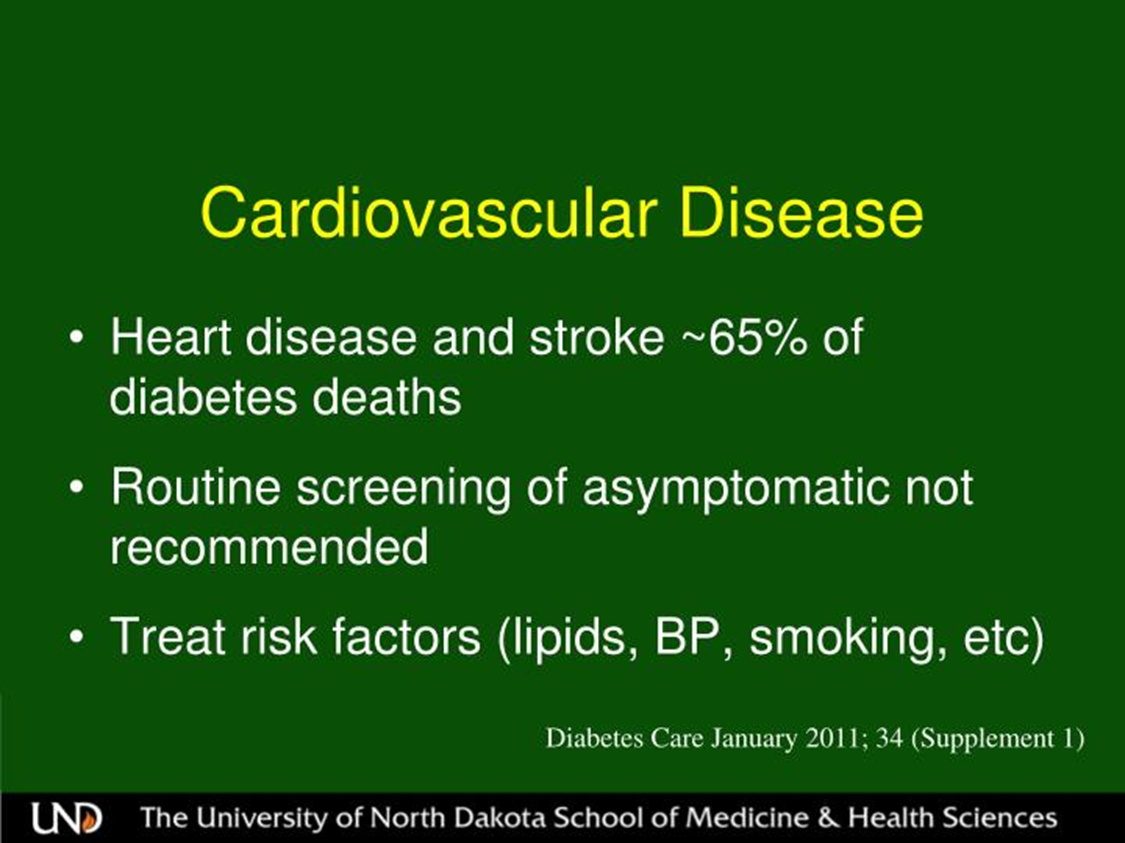 Cardiovascular Disease
• Heart disease and stroke ~65% of
diabetes deaths
• Routine screening of asymptomatic not
recommended
• Treat risk factors (lipids, BP, smoking, etc)
Diabetes Care January 2011; 34 (Supplement 1)
UND The University of North Dakota School of Medicine & Health Sciences